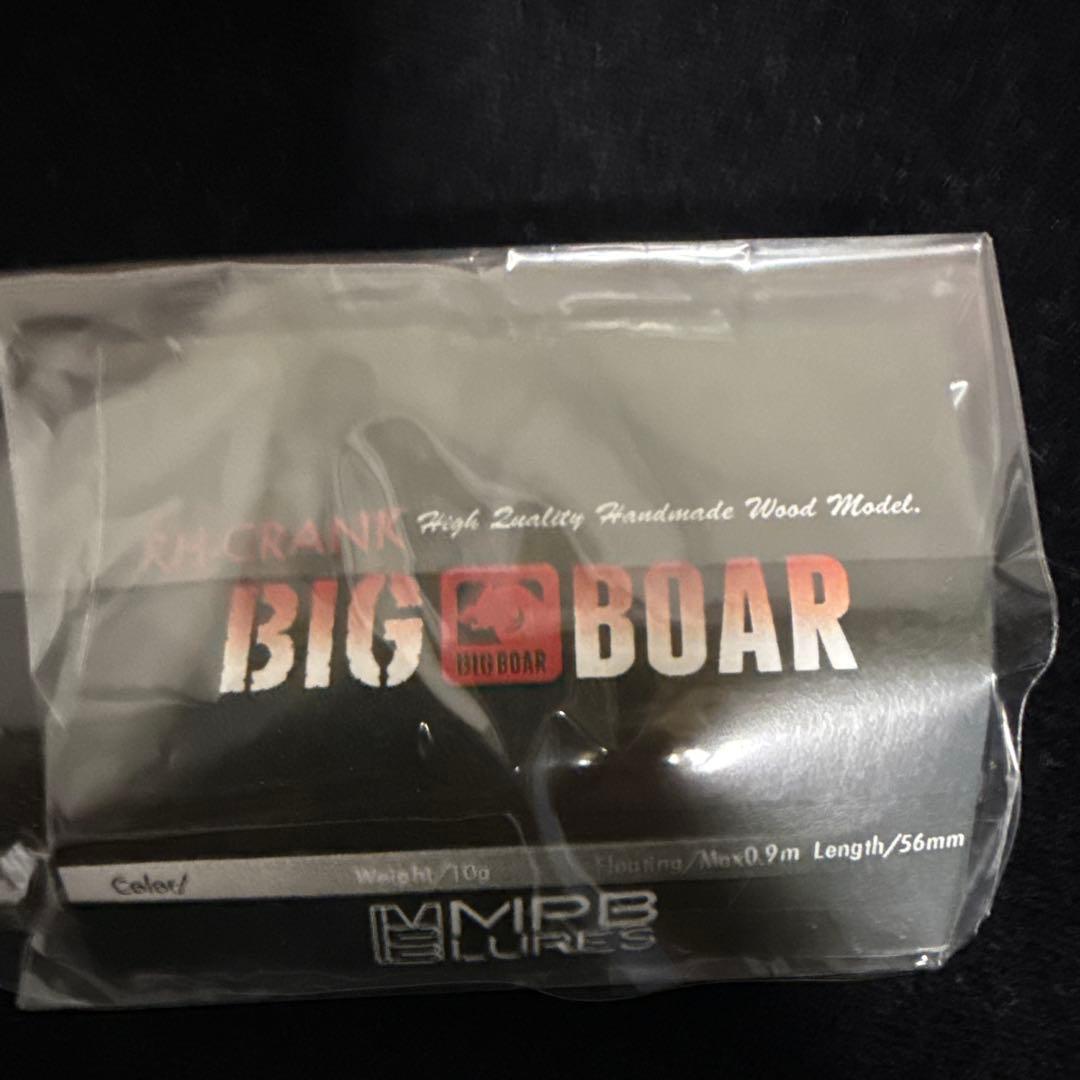 RH-CRANK High Quality Handmade Wood Model.
BIG BIG BOAR BOAR
Color/ Weight/10g Floating/Max0.9m Length/56mm
MPB
LURES